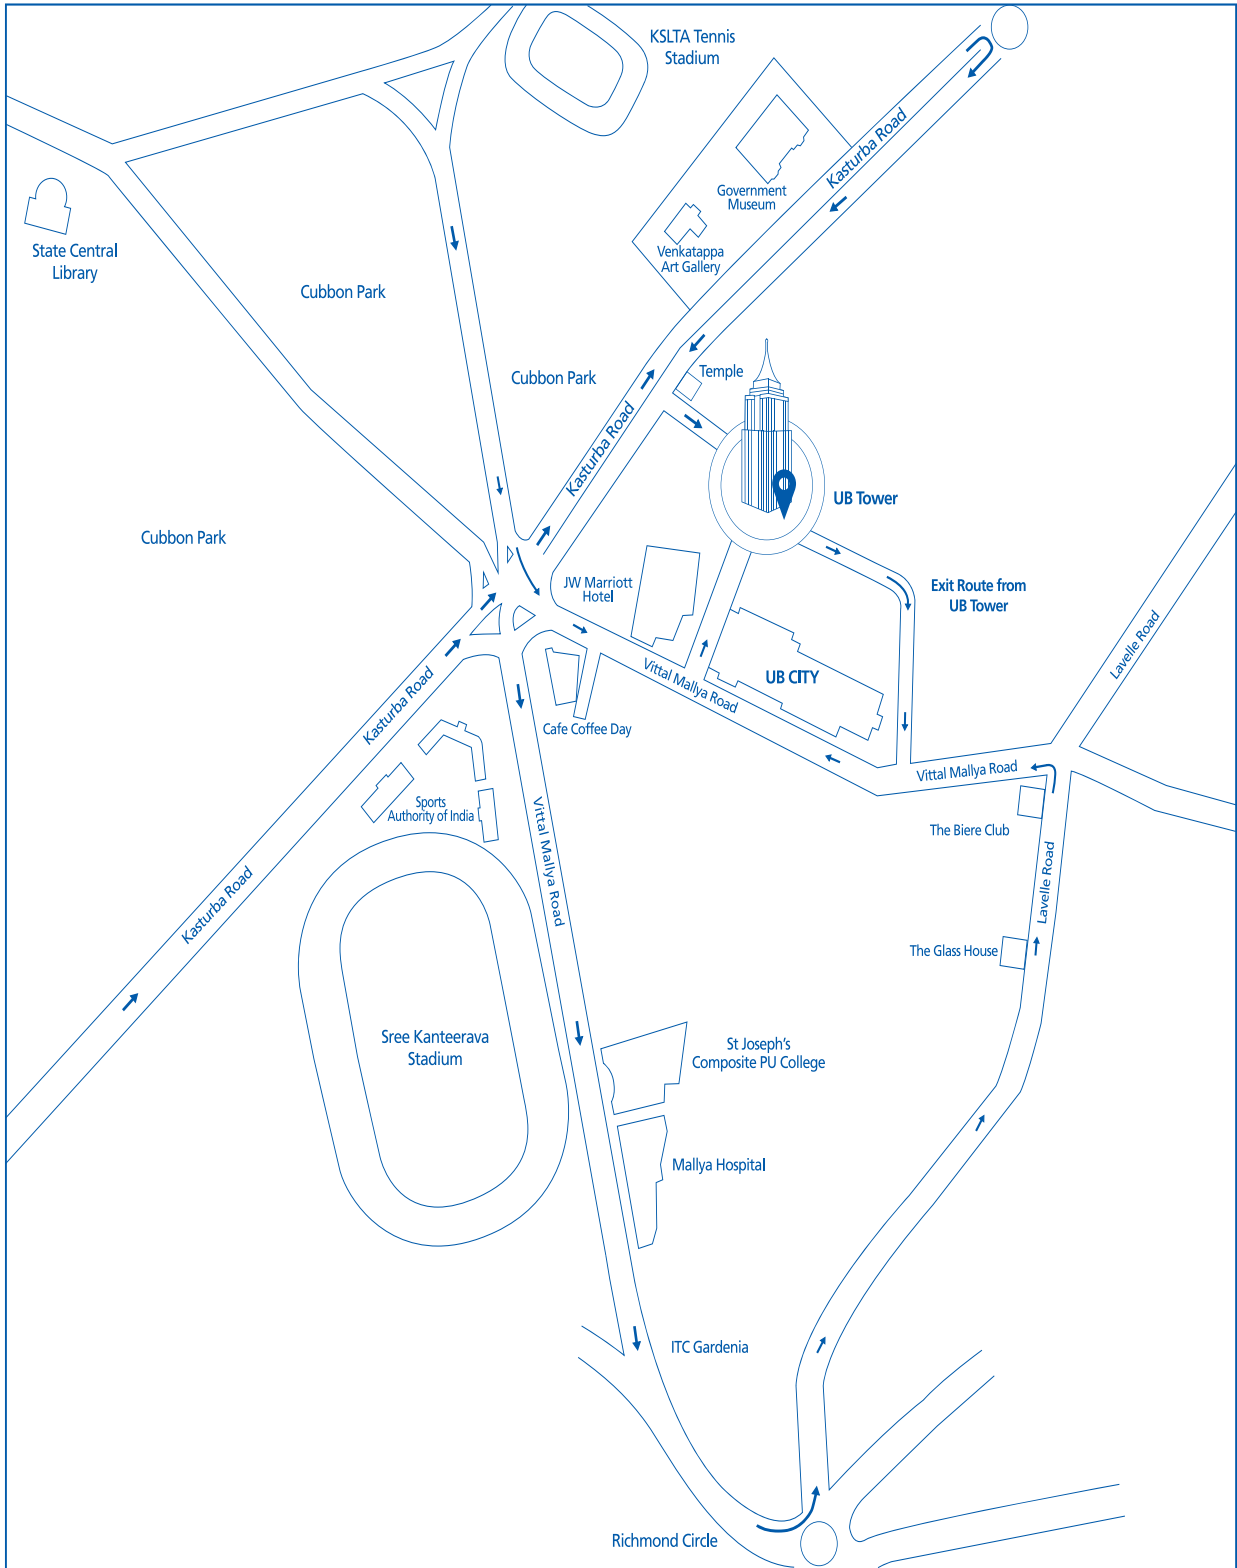 KSLTA Tennis
Stadium
Kasturba Road
Government
Museum
Venkatappa
Art Gallery
State Central
Library
Cubbon Park
Cubbon Park
Temple
Kasturba Road
UB Tower
Cubbon Park
JW Marriott
Hotel
Exit Route from
UB Tower
Lavelle Road
UB CITY
Vittal Mallya Road
Kasturba Road
Cafe Coffee Day
Vittal Mallya Road
Sports
Authority of India
The Biere Club
Vittal Mallya Road
Lavelle Road
Kasturba Road
The Glass House
Sree Kanteerava
Stadium
St Joseph's
Composite PU College
Mallya Hospital
ITC Gardenia
Richmond Circle